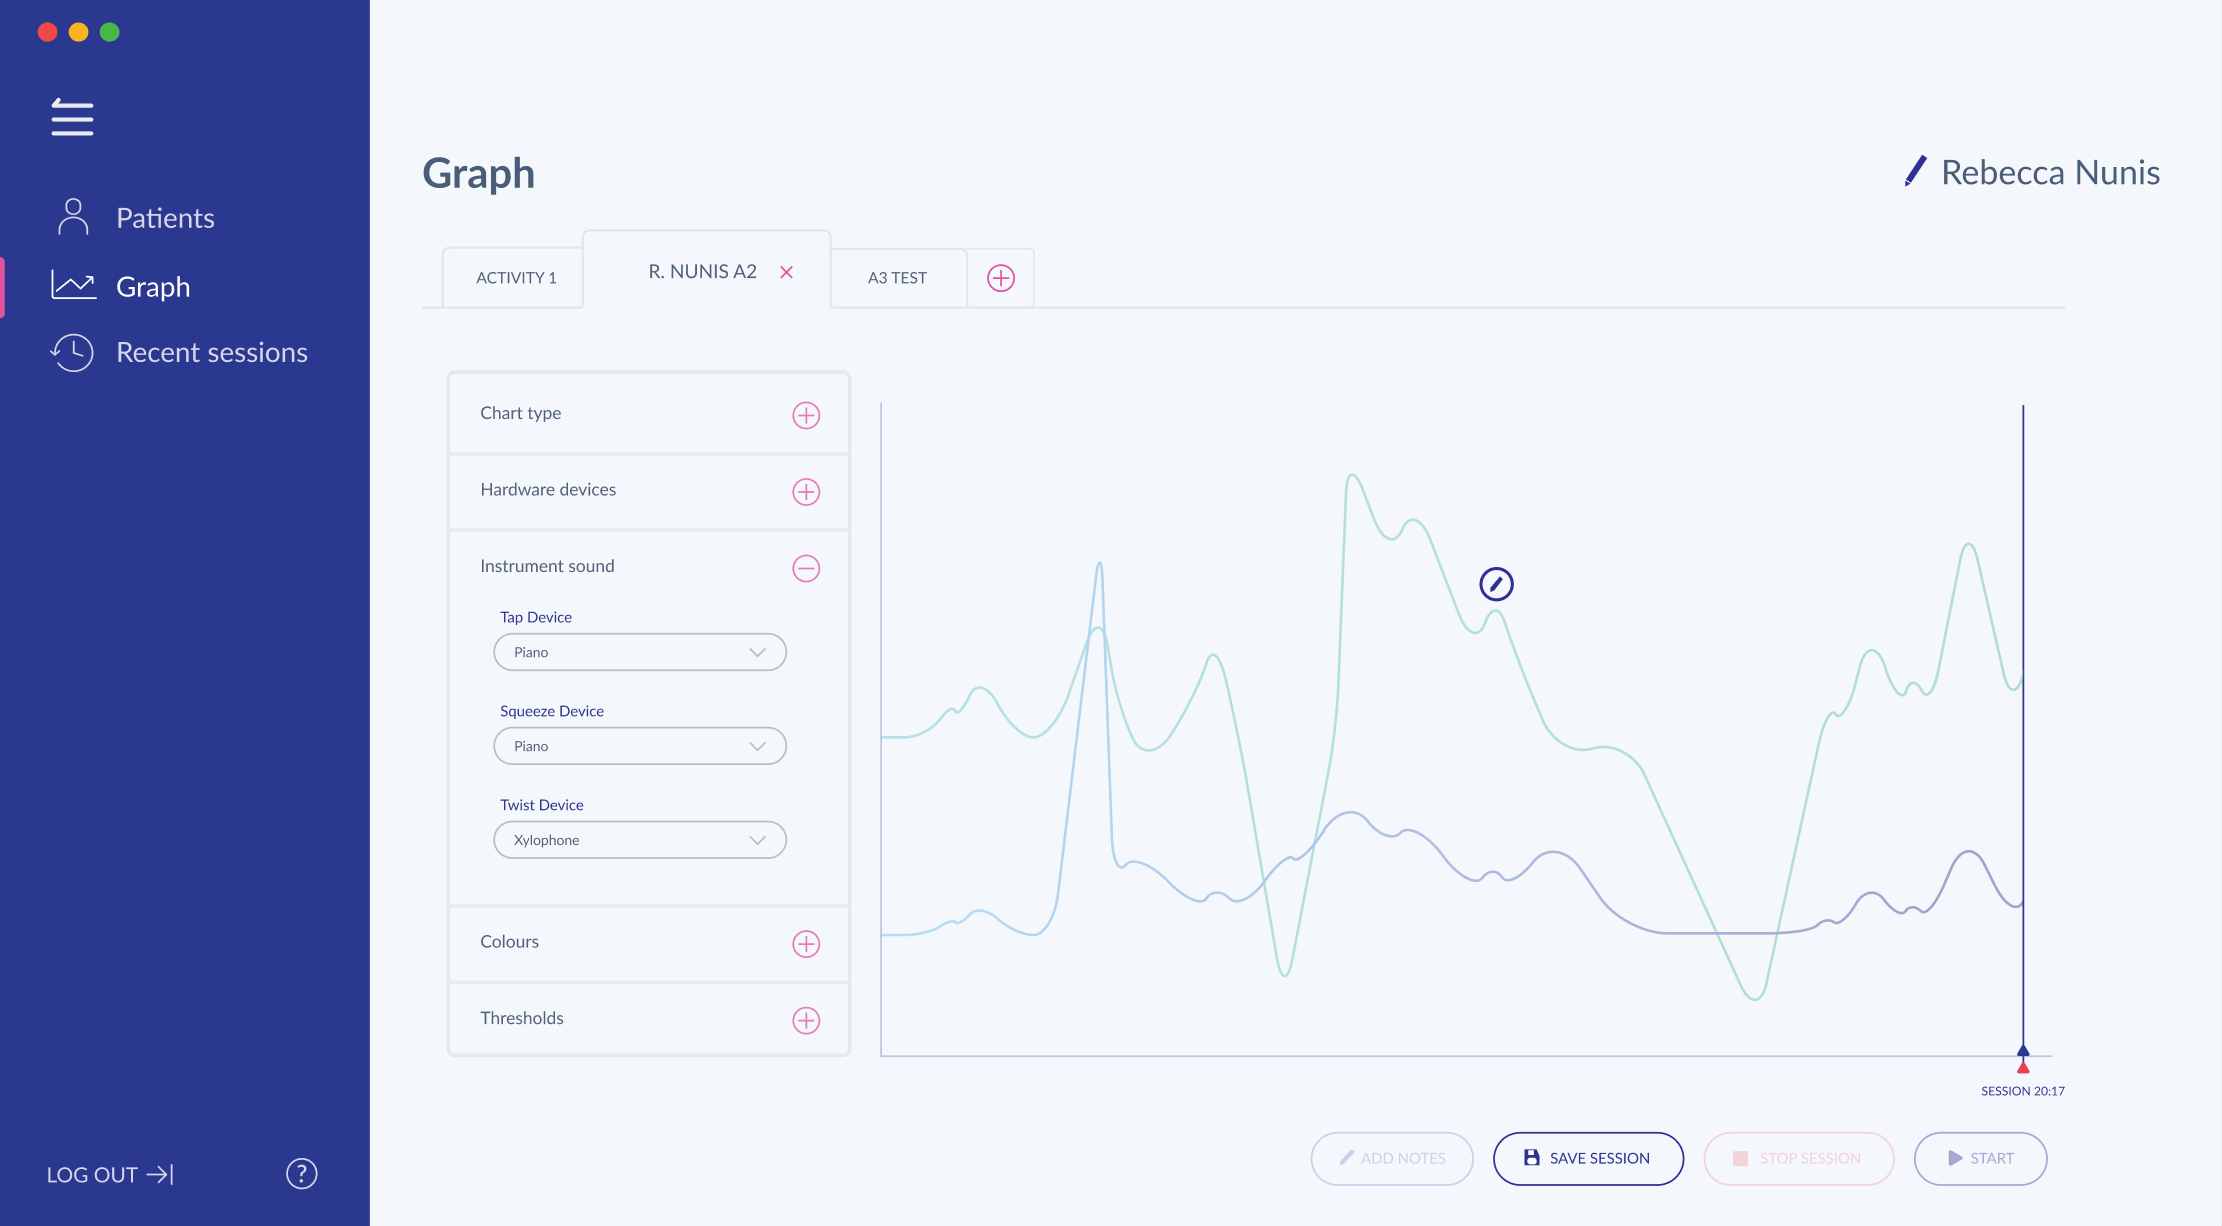 Patients
Graph
Recent sessions
LOG OUT
?
Graph
Rebecca Nunis
ACTIVITY 1
R. NUNIS A2
A3 TEST
Chart type
Hardware devices
Instrument sound
Tap Device
Piano
Squeeze Device
Piano
Twist Device
Xylophone
Colours
Thresholds
SESSION 20:17
ADD NOTES
SAVE SESSION
STOP SESSION
START